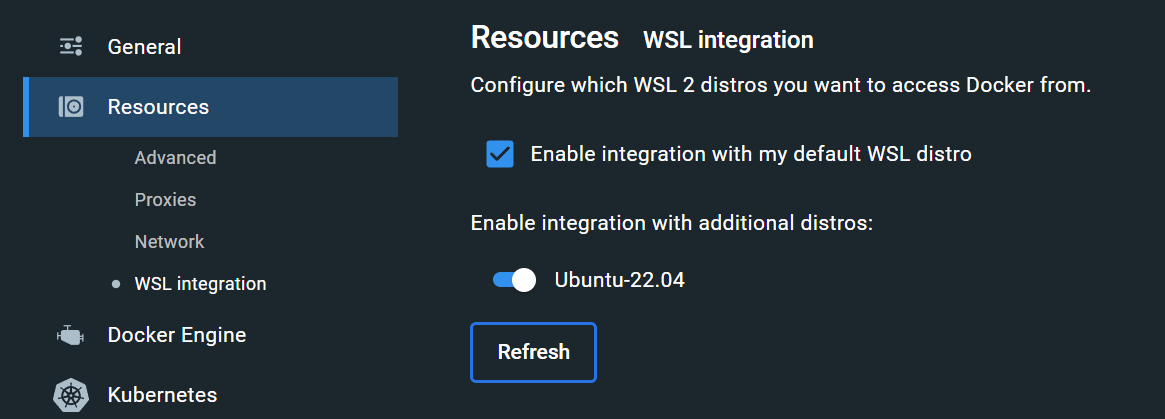 General
Resources
Advanced
Proxies
Network
WSL integration
Docker Engine
Kubernetes
Resources WSL integration
Configure which WSL 2 distros you want to access Docker from.
Enable integration with my default WSL distro
Enable integration with additional distros:
Ubuntu-22.04
Refresh